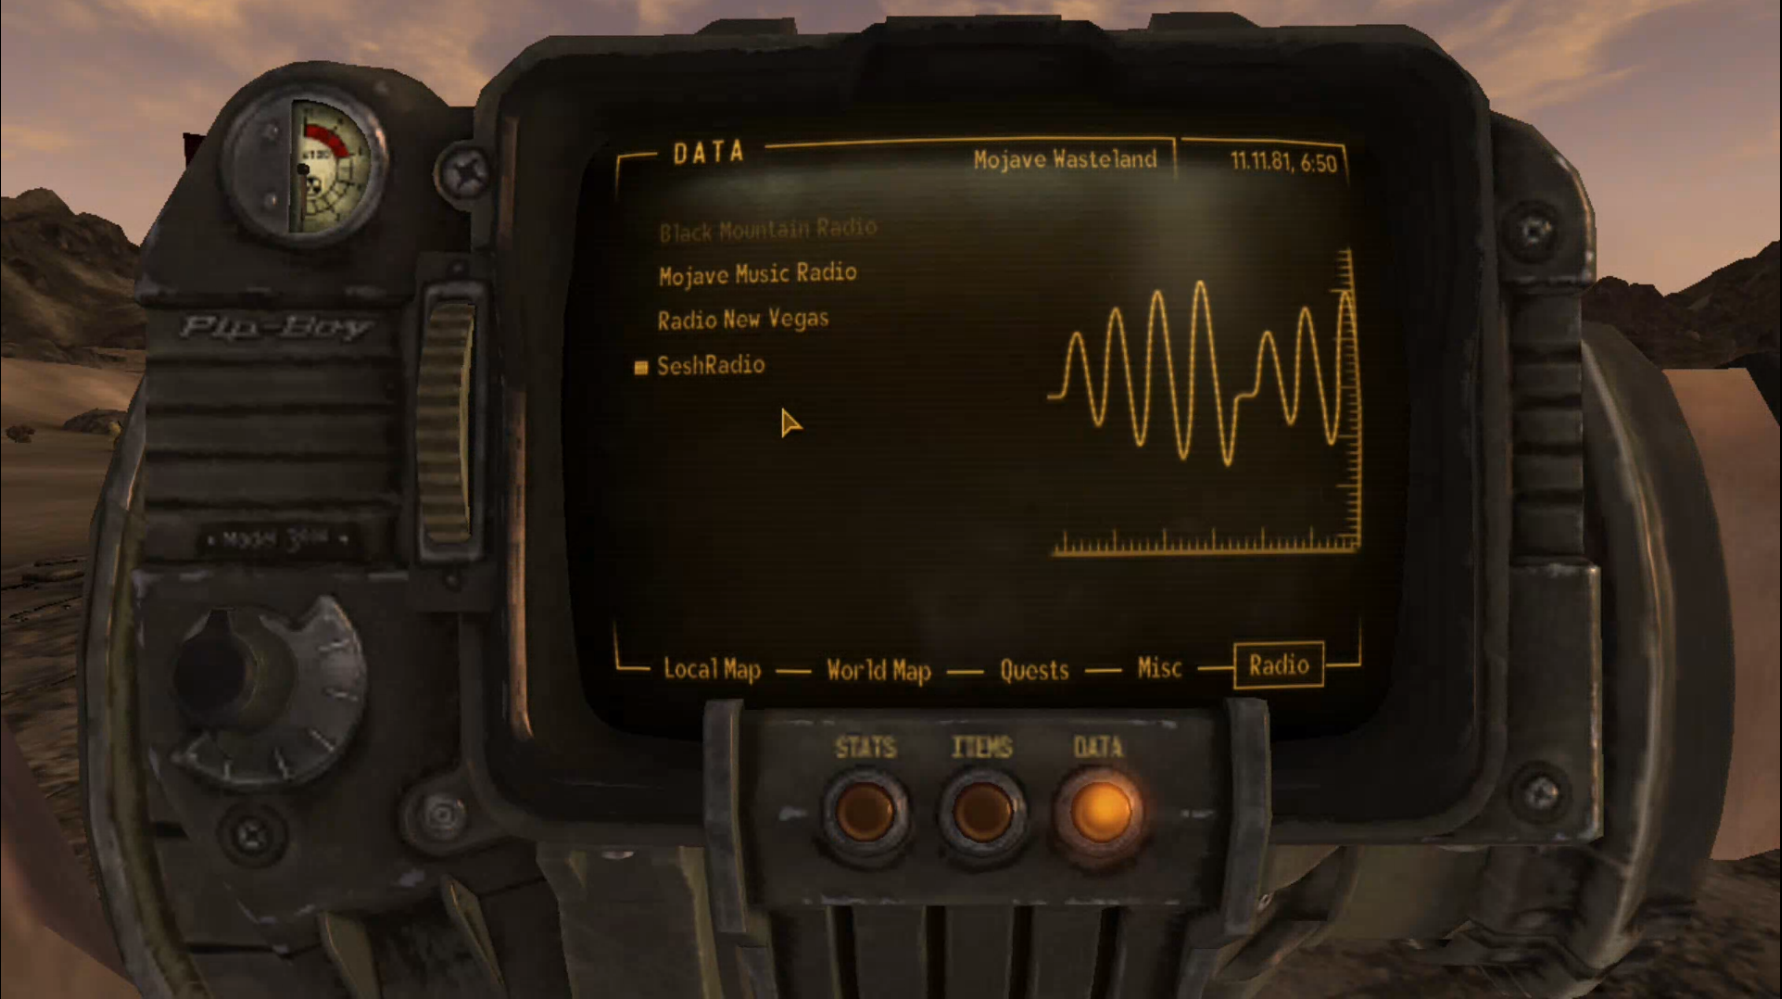 DATA
Mojave Wasteland
11.11.81, 6:50
Black Mountain Radio
Mojave Music Radio
Radio New Vegas
SeshRadio
Pip-Boy
Local Map
World Map
Quests
Misc
Radio
STATS
ITEMS
DATA